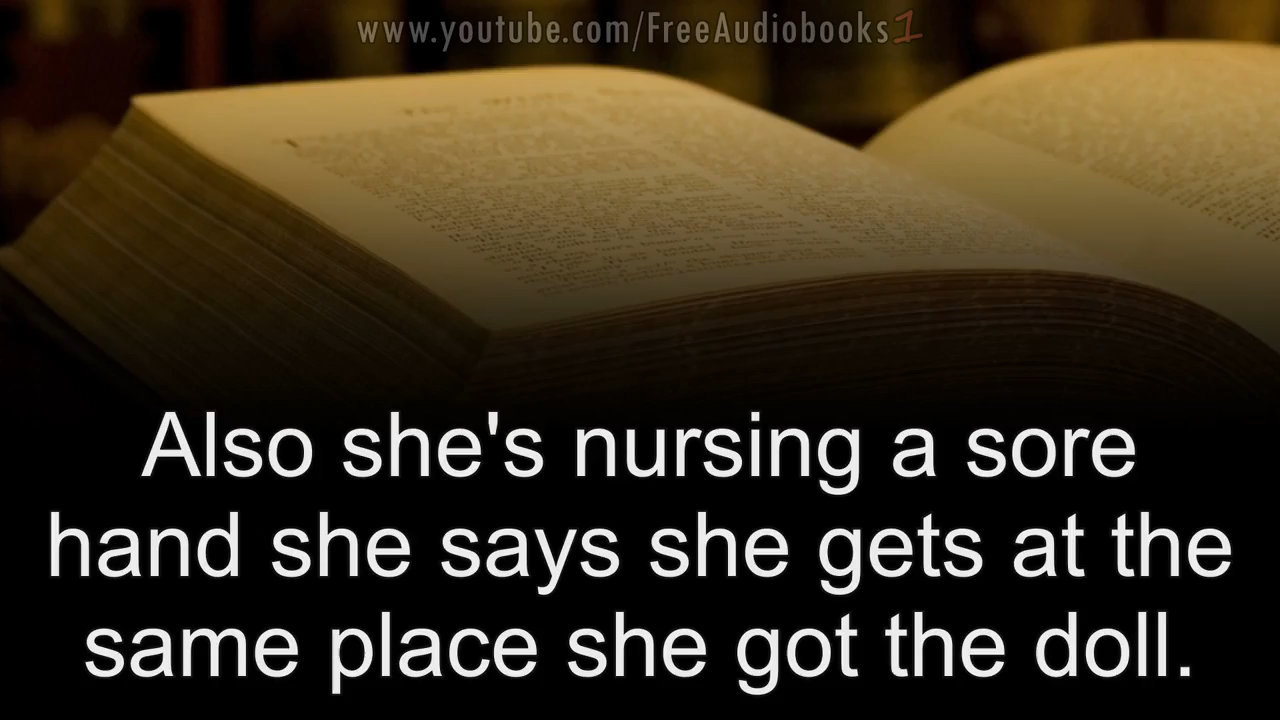 www.youtube.com/FreeAudiobooks1
Also she's nursing a sore
hand she says she gets at the
same place she got the doll.